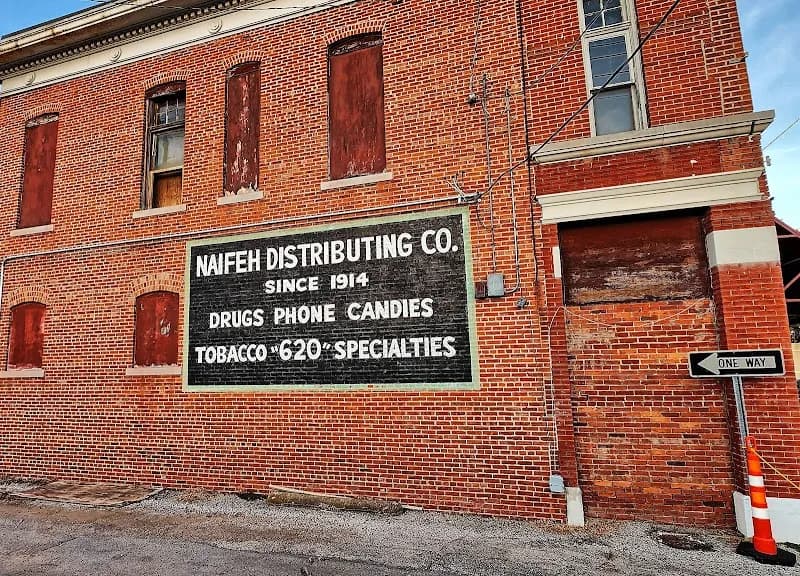 NAIFEH DISTRIBUTING CO.
SINCE 1914
DRUGS PHONE CANDIES
TOBACCO "620" SPECIALTIES
ONE WAY